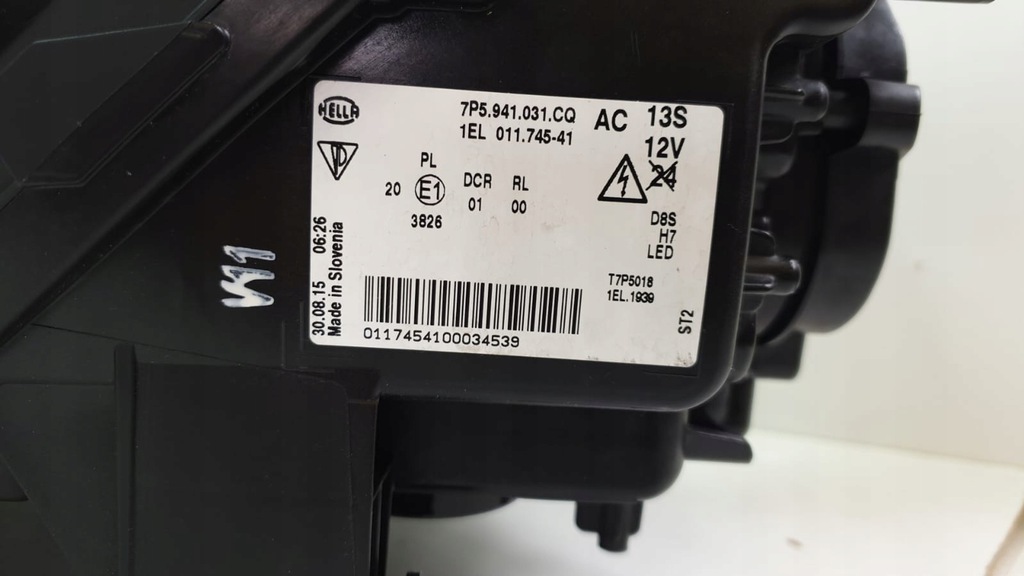 HELLA
7P5.941.031.CQ
1EL 011.745-41
AC
13S
12V
24
PL
20 E1
3826
DCR RL
01 00
D8S
H7
LED
T7P5018
1EL.1939
ST2
30.08.15 06:26
Made in Slovenia
0117454100034539